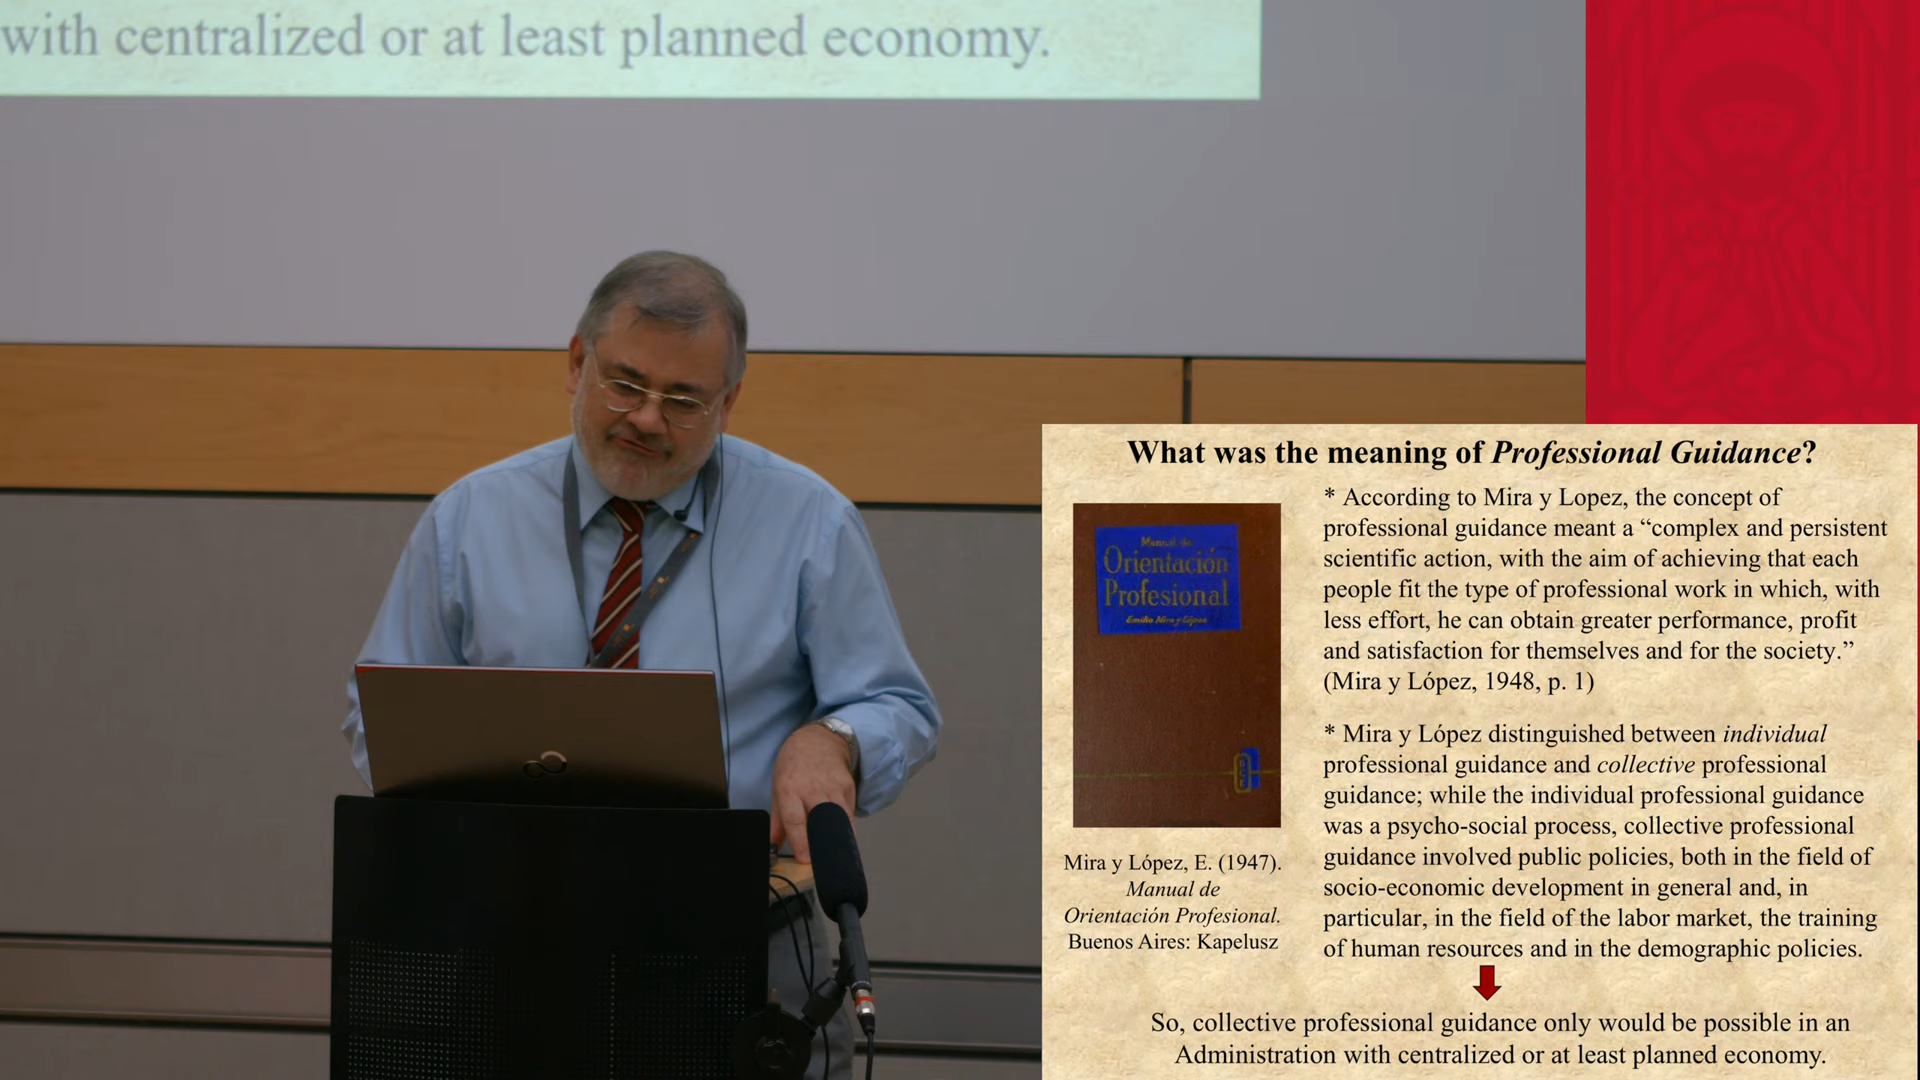 with centralized or at least planned economy.
What was the meaning of Professional Guidance?
Manual de
Orientación
Profesional
Emilio Mira y López
Mira y López, E. (1947).
Manual de
Orientación Profesional.
Buenos Aires: Kapelusz
* According to Mira y Lopez, the concept of
professional guidance meant a “complex and persistent
scientific action, with the aim of achieving that each
people fit the type of professional work in which, with
less effort, he can obtain greater performance, profit
and satisfaction for themselves and for the society.”
(Mira y López, 1948, p. 1)
* Mira y López distinguished between individual
professional guidance and collective professional
guidance; while the individual professional guidance
was a psycho-social process, collective professional
guidance involved public policies, both in the field of
socio-economic development in general and, in
particular, in the field of the labor market, the training
of human resources and in the demographic policies.
So, collective professional guidance only would be possible in an
Administration with centralized or at least planned economy.